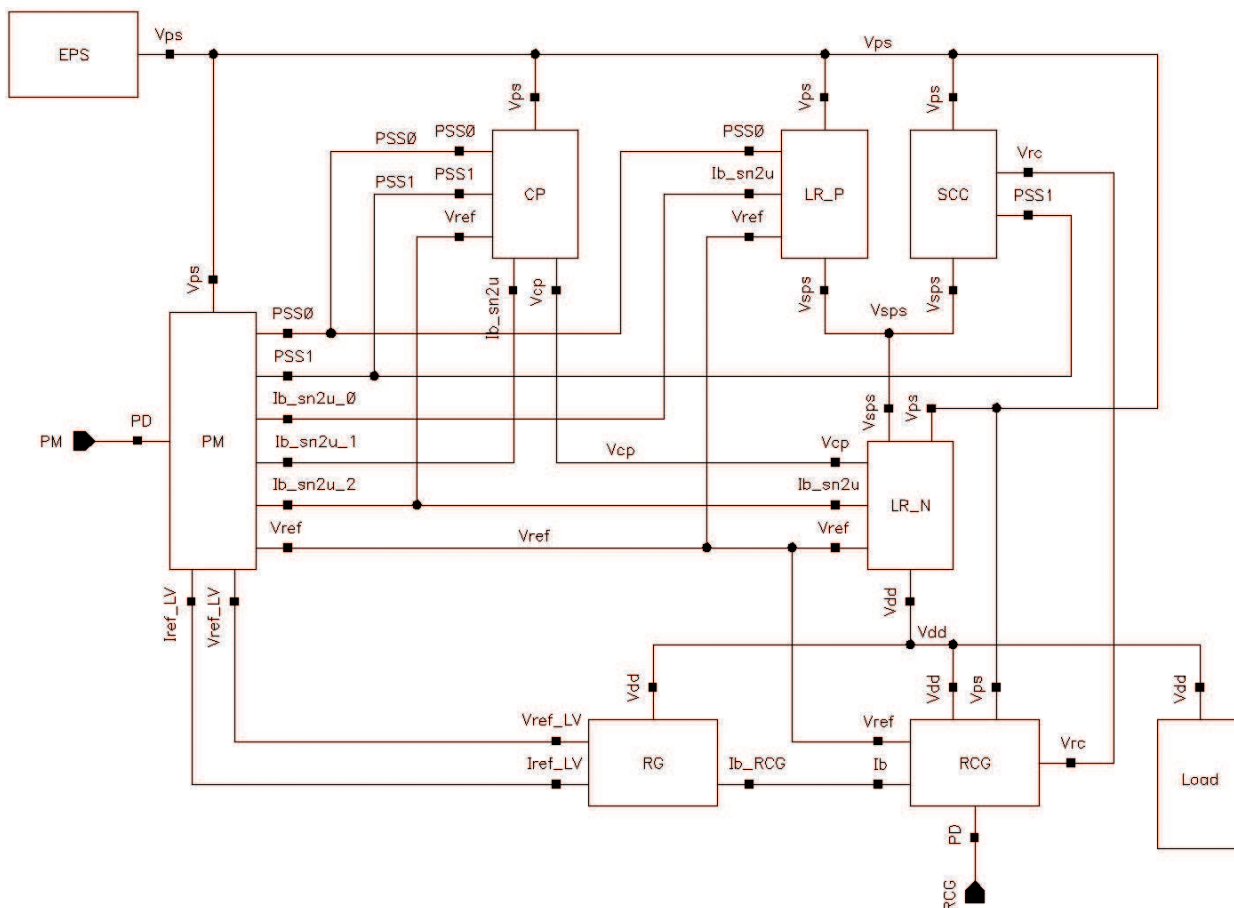 EPS
Vps
Vps
Vps
Vps
Vps
Vps
PSSØ
PSSØ
PSSØ
Vrc
PSS1
PSS1
Ib_sn2u
PSS1
CP
LR_P
SCC
Vref
Vref
Vps
Ib_sn2u
Vcp
Vsps
Vsps
Vsps
PSSØ
PSS1
Ib_sn2u_0
Vsps
Vps
PD
PM
PM
Ib_sn2u_1
Vcp
Vcp
Ib_sn2u_2
Ib_sn2u
LR_N
Vref
Vref
Vref
Iref_LV
Vref_LV
Vdd
Vdd
Vdd
Vdd
Vps
Vdd
Vref_LV
Vref
Vrc
Iref_LV
RG
Ib_RCG
Ib
RCG
Load
PD
RCG